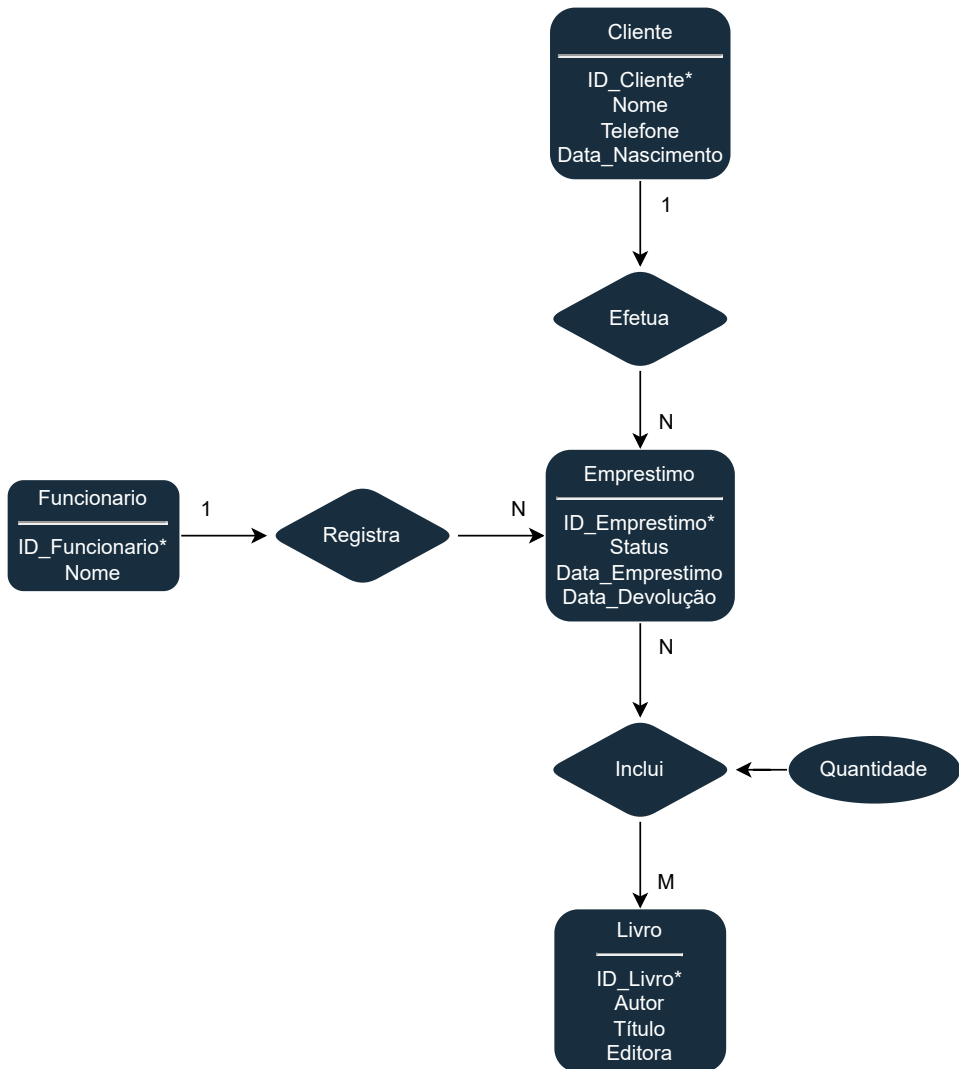 Cliente
ID_Cliente*
Nome
Telefone
Data_Nascimento
1
Efetua
N
Funcionario
ID_Funcionario*
Nome
1
Registra
N
Emprestimo
ID_Emprestimo*
Status
Data_Emprestimo
Data_Devolução
N
Inclui
Quantidade
M
Livro
ID_Livro*
Autor
Título
Editora